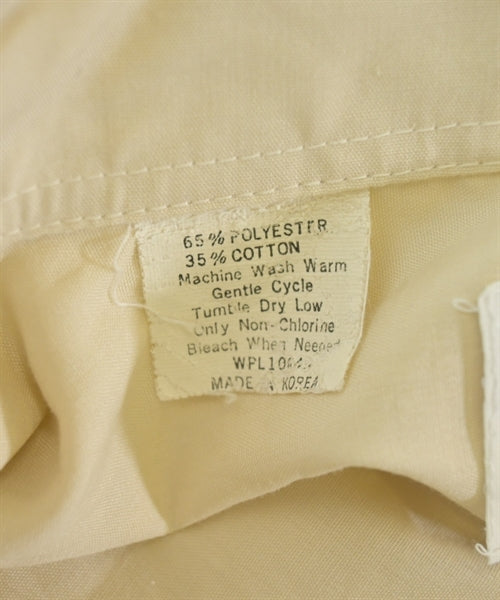 65% POLYESTER
35% COTTON
Machine Wash Warm
Gentle Cycle
Tumble Dry Low
Only Non-Chlorine
Bleach When Needed
MADE KOREA